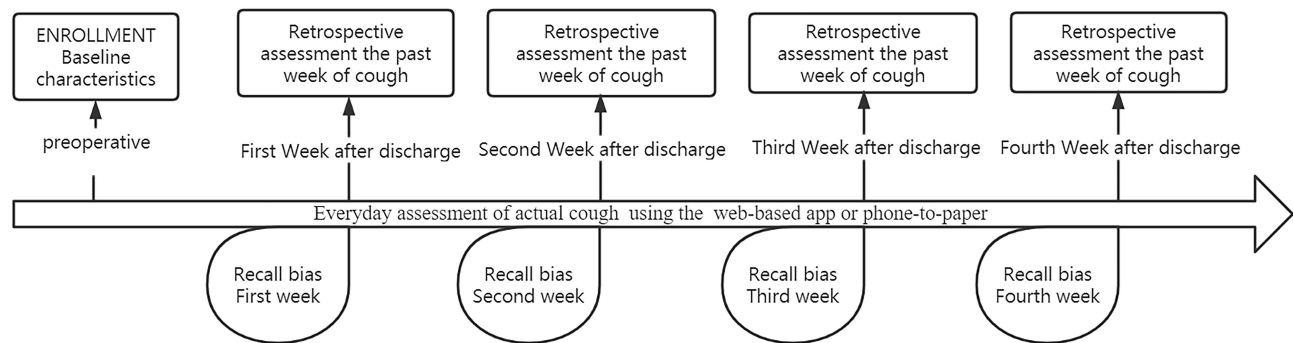 ENROLLMENT
Baseline
characteristics
Retrospective
assessment the past
week of cough
Retrospective
assessment the past
week of cough
Retrospective
assessment the past
week of cough
Retrospective
assessment the past
week of cough
preoperative
First Week after discharge
Second Week after discharge
Third Week after discharge
Fourth Week after discharge
Everyday assessment of actual cough using the web-based app or phone-to-paper
Recall bias
First week
Recall bias
Second week
Recall bias
Third week
Recall bias
Fourth week